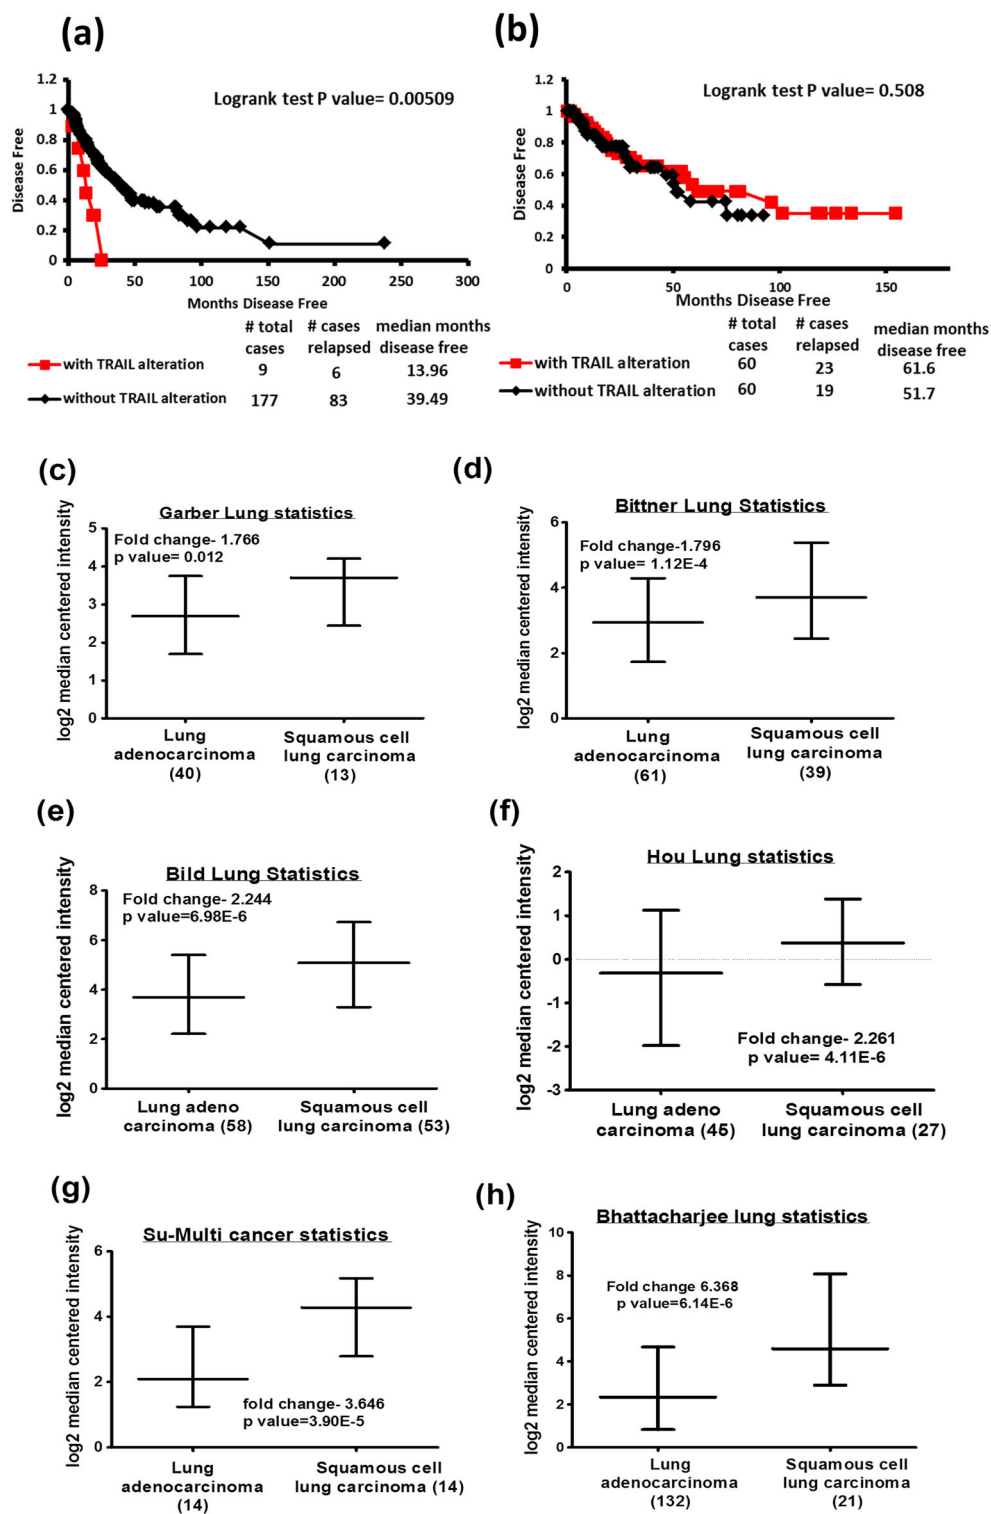 (a)
Logrank test P value= 0.00509
Disease Free
1.2
1
0.8
0.6
0.4
0.2
0
0 50 100 150 200 250 300
Months Disease Free
# total cases
# cases relapsed
median months disease free
with TRAIL alteration 9 6 13.96
without TRAIL alteration 177 83 39.49
(b)
Logrank test P value= 0.508
Disease Free
1.2
1
0.8
0.6
0.4
0.2
0
0 50 100 150
Months Disease Free
# total cases
# cases relapsed
median months disease free
with TRAIL alteration 60 23 61.6
without TRAIL alteration 60 19 51.7
(c)
Garber Lung statistics
Fold change- 1.766
p value= 0.012
log2 median centered intensity
5
4
3
2
1
0
Lung adenocarcinoma (40)
Squamous cell lung carcinoma (13)
(d)
Bittner Lung Statistics
Fold change-1.796
p value= 1.12E-4
log2 median centered intensity
6
4
2
0
Lung adenocarcinoma (61)
Squamous cell lung carcinoma (39)
(e)
Bild Lung Statistics
Fold change- 2.244
p value=6.98E-6
log2 median centered intensity
8
6
4
2
0
Lung adeno carcinoma (58)
Squamous cell lung carcinoma (53)
(f)
Hou Lung statistics
log2 median centered intensity
2
1
0
-1
-2
-3
Fold change- 2.261
p value= 4.11E-6
Lung adeno carcinoma (45)
Squamous cell lung carcinoma (27)
(g)
Su-Multi cancer statistics
log2 median centered intensity
6
4
2
0
fold change- 3.646
p value=3.90E-5
Lung adenocarcinoma (14)
Squamous cell lung carcinoma (14)
(h)
Bhattacharjee lung statistics
log2 median centered intensity
10
8
6
4
2
0
Fold change 6.368
p value=6.14E-6
Lung adenocarcinoma (132)
Squamous cell lung carcinoma (21)